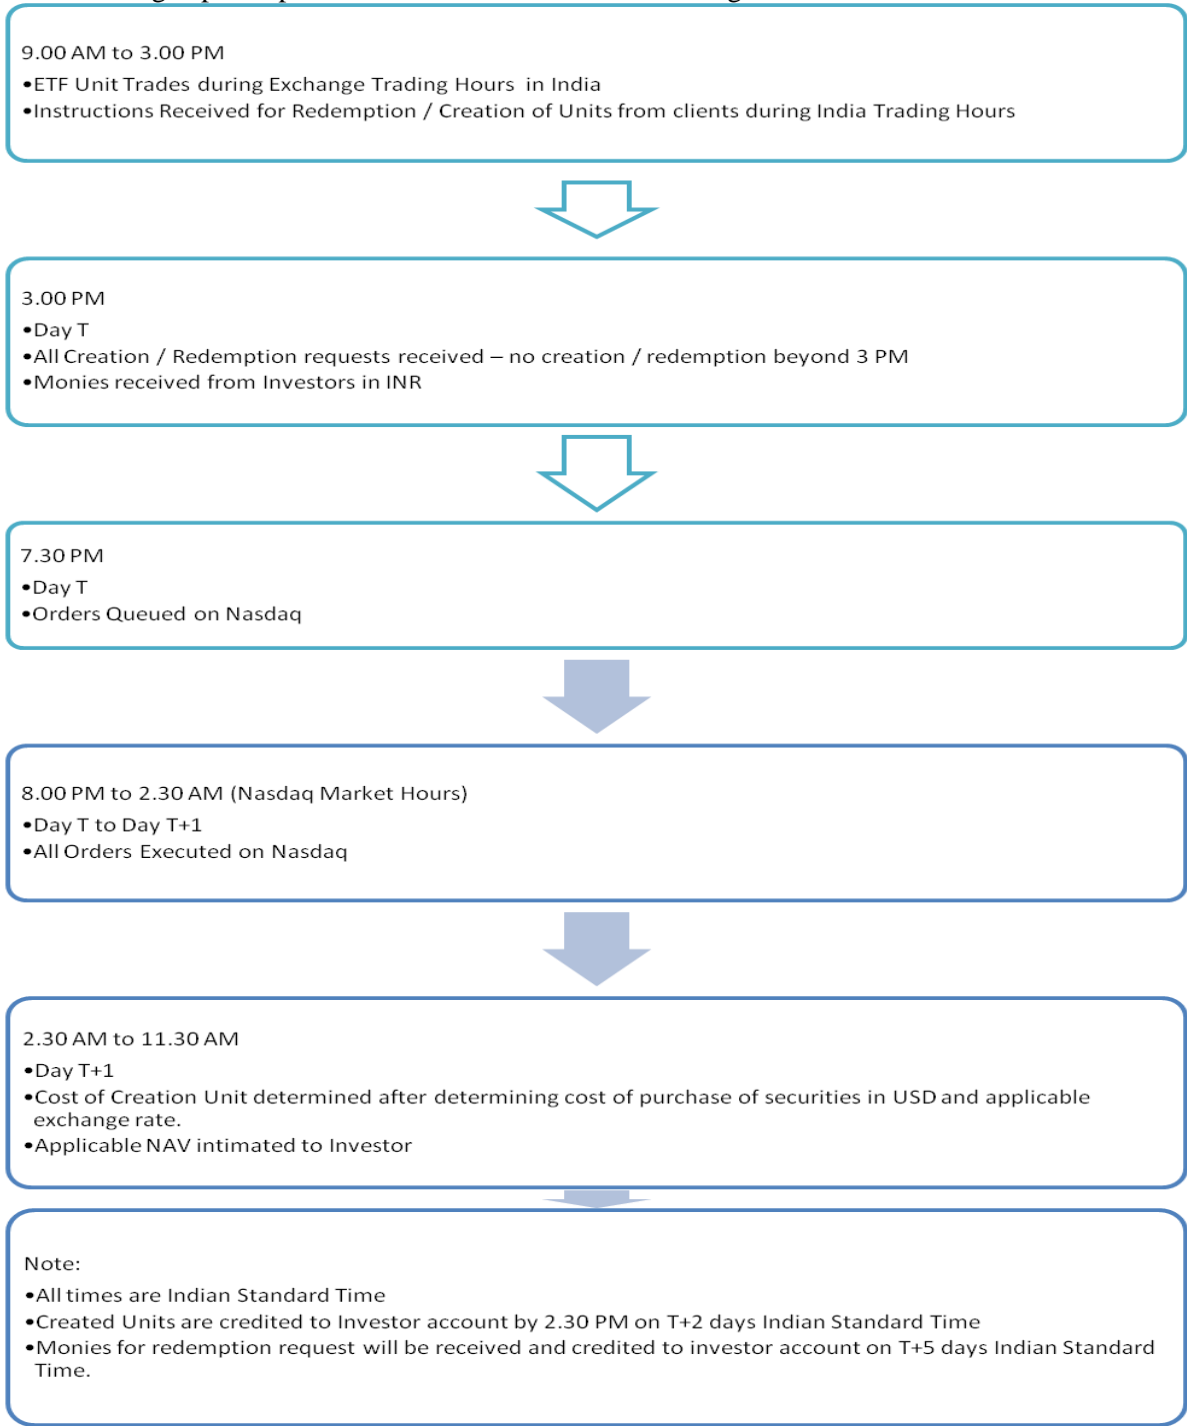 9.00 AM to 3.00 PM
•ETF Unit Trades during Exchange Trading Hours in India
•Instructions Received for Redemption / Creation of Units from clients during India Trading Hours
3.00 PM
•Day T
•All Creation / Redemption requests received – no creation / redemption beyond 3 PM
•Monies received from Investors in INR
7.30 PM
•Day T
•Orders Queued on Nasdaq
8.00 PM to 2.30 AM (Nasdaq Market Hours)
•Day T to Day T+1
•All Orders Executed on Nasdaq
2.30 AM to 11.30 AM
•Day T+1
•Cost of Creation Unit determined after determining cost of purchase of securities in USD and applicable
exchange rate.
•Applicable NAV intimated to Investor
Note:
•All times are Indian Standard Time
•Created Units are credited to Investor account by 2.30 PM on T+2 days Indian Standard Time
•Monies for redemption request will be received and credited to investor account on T+5 days Indian Standard
Time.